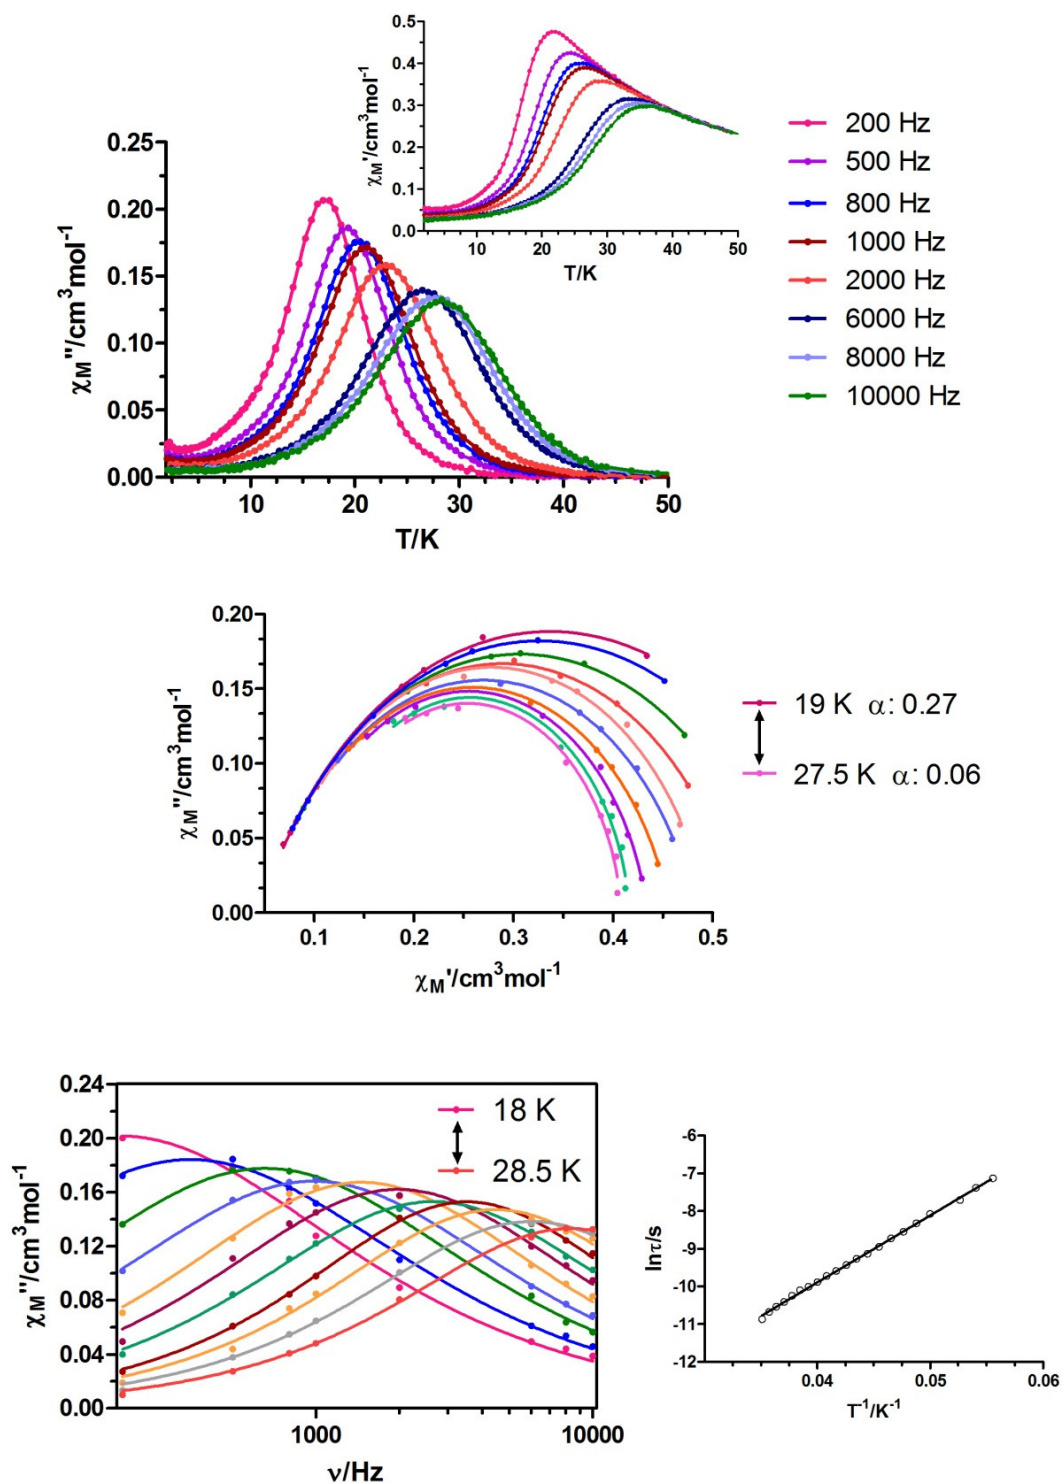 0.5
0.4
0.3
0.2
0.1
0.0
χM'/cm³mol⁻¹
10 20 30 40 50
T/K
200 Hz
500 Hz
800 Hz
1000 Hz
2000 Hz
6000 Hz
8000 Hz
10000 Hz
0.25
0.20
0.15
0.10
0.05
0.00
χM''/cm³mol⁻¹
10 20 30 40 50
T/K
0.20
0.15
0.10
0.05
0.00
χM''/cm³mol⁻¹
0.1 0.2 0.3 0.4 0.5
χM'/cm³mol⁻¹
19 K α: 0.27
27.5 K α: 0.06
0.24
0.20
0.16
0.12
0.08
0.04
0.00
χM''/cm³mol⁻¹
1000 10000
ν/Hz
18 K
28.5 K
-6
-7
-8
-9
-10
-11
-12
lnτ/s
0.04 0.05 0.06
T⁻¹/K⁻¹